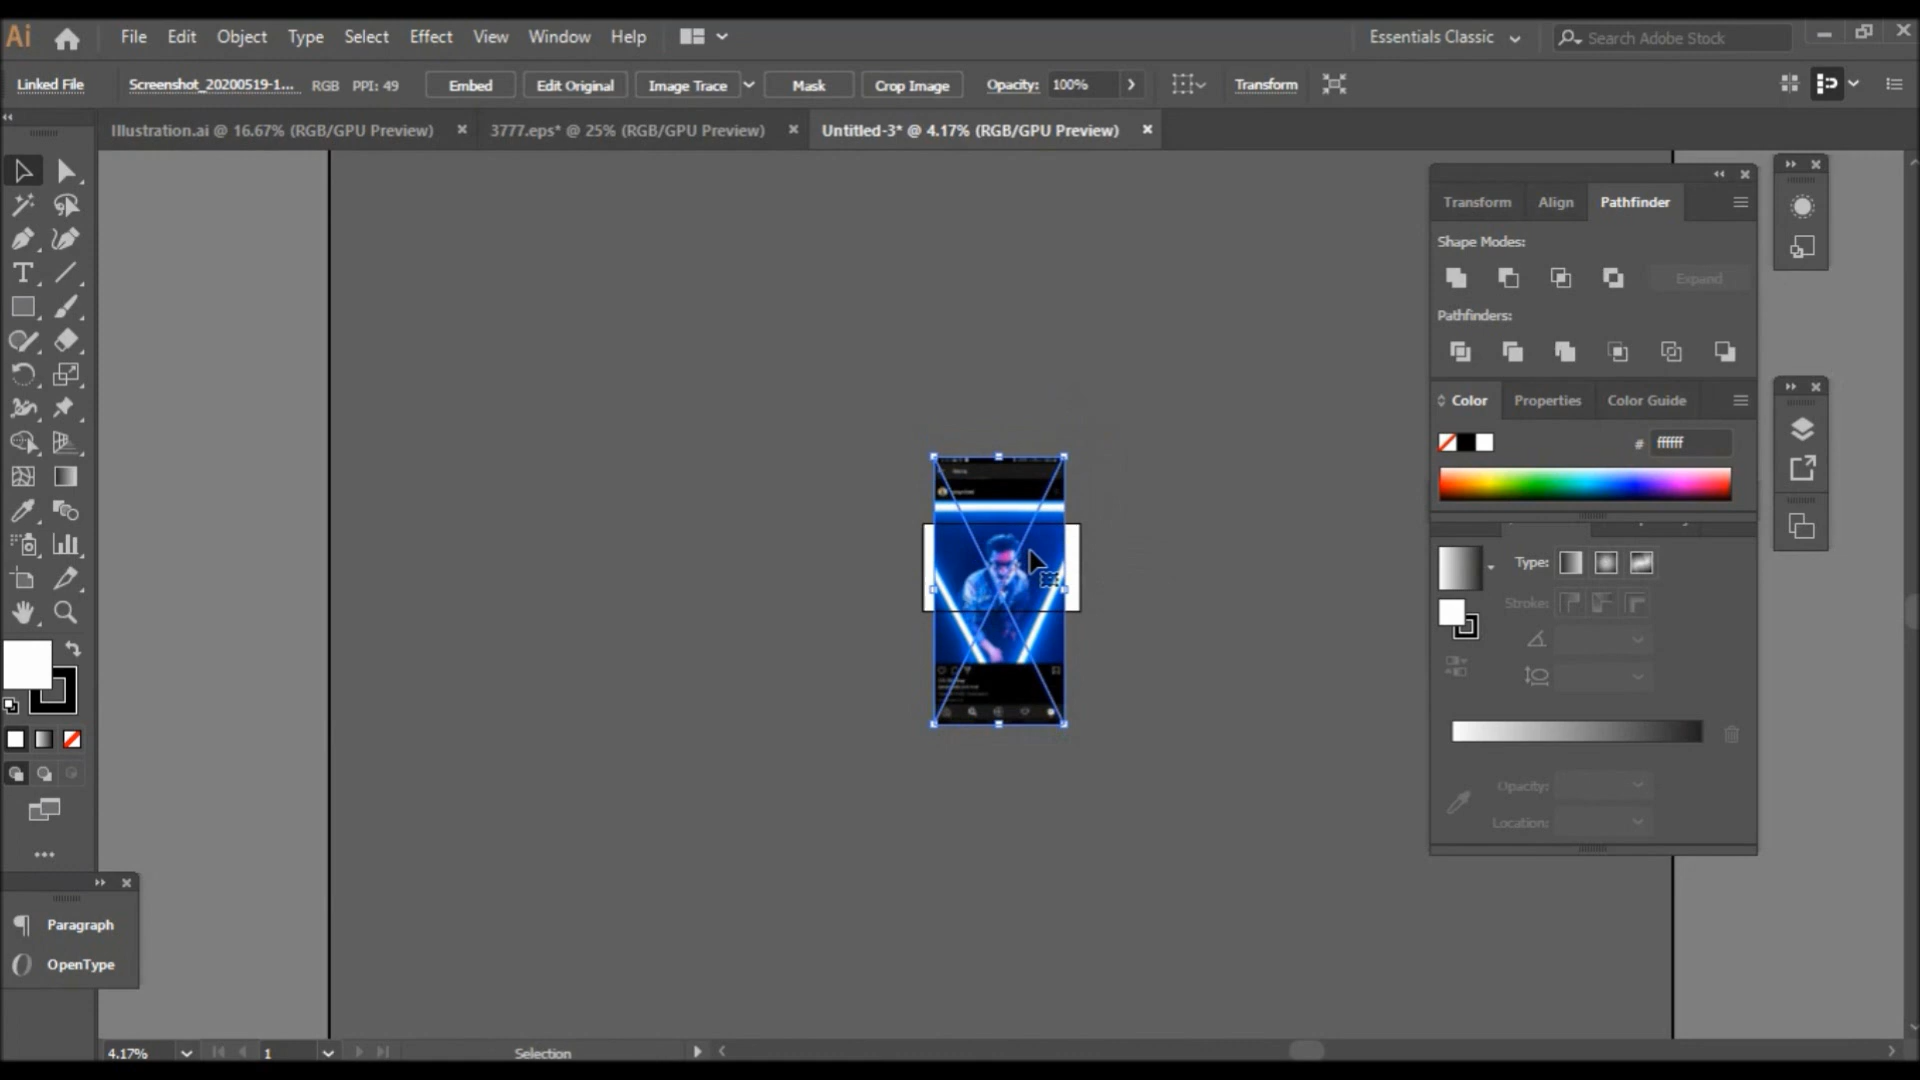 Ai File Edit Object Type Select Effect View Window Help Essentials Classic Search Adobe Stock
Linked File Screenshot_20200519-1... RGB PPI: 49 Embed Edit Original Image Trace Mask Crop Image Opacity: 100% Transform
Illustration.ai @ 16.67% (RGB/GPU Preview) 3777.eps* @ 25% (RGB/GPU Preview) Untitled-3* @ 4.17% (RGB/GPU Preview)
Transform Align Pathfinder
Shape Modes:
Expand
Pathfinders:
Color Properties Color Guide
# ffffff
Type:
Stroke:
Opacity:
Location:
Paragraph
OpenType
4.17% 1 Selection